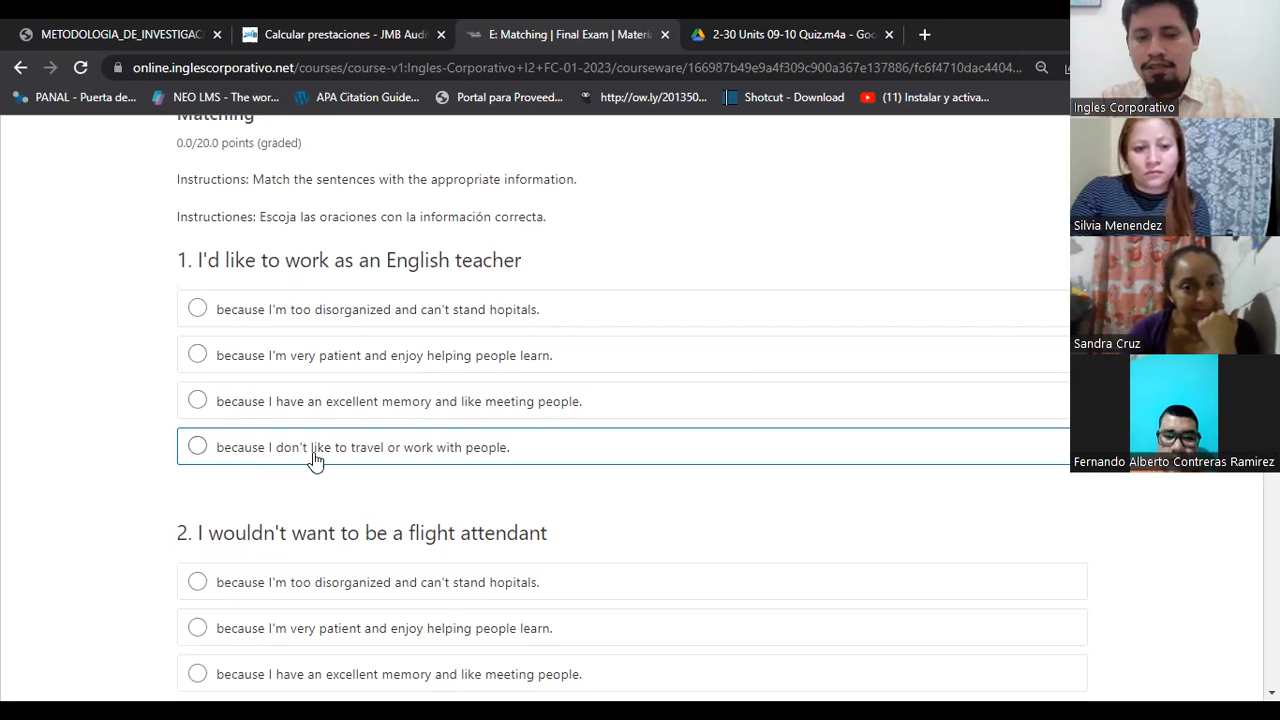 METODOLOGIA_DE_INVESTIGAC
Calcular prestaciones - JMB Audi
E: Matching | Final Exam | Materi
2-30 Units 09-10 Quiz.m4a - Goo
online.inglescorporativo.net/courses/course-v1:Ingles-Corporativo+I2+FC-01-2023/courseware/166987b49e9a4f309c900a367e137886/fc6f4710dac4404...
PANAL - Puerta de...
NEO LMS - The wor...
APA Citation Guide...
Portal para Proveed...
http://ow.ly/201350...
Shotcut - Download
(11) Instalar y activa...
Matching
0.0/20.0 points (graded)
Instructions: Match the sentences with the appropriate information.
Instructiones: Escoja las oraciones con la información correcta.
1. I'd like to work as an English teacher
because I'm too disorganized and can't stand hopitals.
because I'm very patient and enjoy helping people learn.
because I have an excellent memory and like meeting people.
because I don't like to travel or work with people.
2. I wouldn't want to be a flight attendant
because I'm too disorganized and can't stand hopitals.
because I'm very patient and enjoy helping people learn.
because I have an excellent memory and like meeting people.
Ingles Corporativo
Silvia Menendez
Sandra Cruz
Fernando Alberto Contreras Ramirez